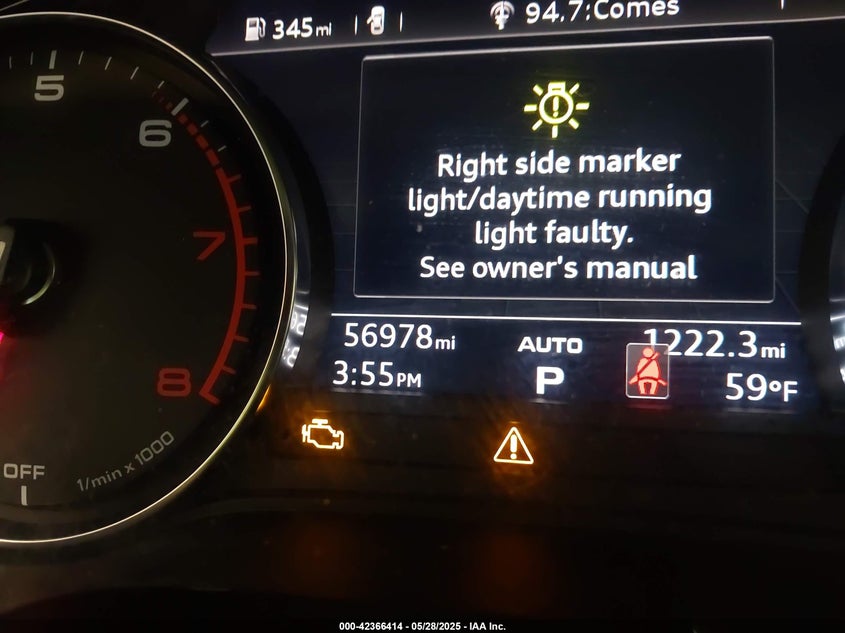 345mi
94.7:Comes
5
6
7
8
Right side marker
light/daytime running
light faulty.
See owner's manual
56978mi
AUTO
1222.3mi
3:55PM
P
59°F
OFF
1/min x 1000
000-42366414 - 05/28/2025 - IAA Inc.